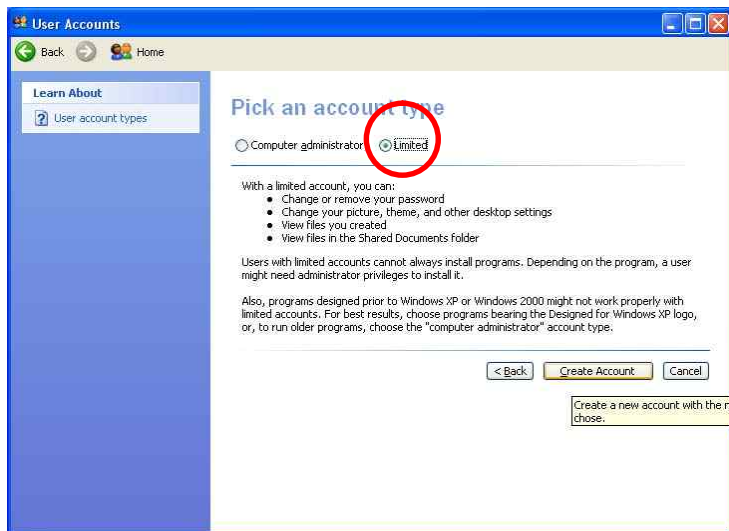 User Accounts
Back
Home
Learn About
User account types
Pick an account type
Computer administrator
Limited
With a limited account, you can:
• Change or remove your password
• Change your picture, theme, and other desktop settings
• View files you created
• View files in the Shared Documents folder
Users with limited accounts cannot always install programs. Depending on the program, a user
might need administrator privileges to install it.
Also, programs designed prior to Windows XP or Windows 2000 might not work properly with
limited accounts. For best results, choose programs bearing the Designed for Windows XP logo,
or, to run older programs, choose the "computer administrator" account type.
< Back
Create Account
Cancel
Create a new account with the
chose.